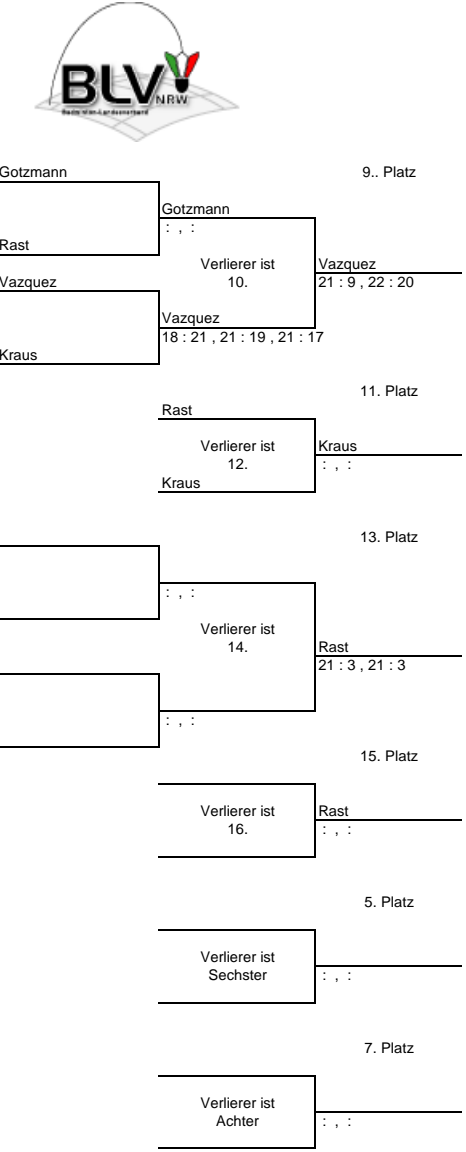 BLV
NRW
Badminton-Landesverband
Gotzmann
9.. Platz
Gotzmann
: , :
Rast
Verlierer ist
Vazquez
Vazquez
10.
21 : 9 , 22 : 20
Vazquez
18 : 21 , 21 : 19 , 21 : 17
Kraus
11. Platz
Rast
Verlierer ist
Kraus
12.
: , :
Kraus
13. Platz
: , :
Verlierer ist
14.
Rast
21 : 3 , 21 : 3
: , :
15. Platz
Verlierer ist
Rast
16.
: , :
5. Platz
Verlierer ist
Sechster
: , :
7. Platz
Verlierer ist
Achter
: , :